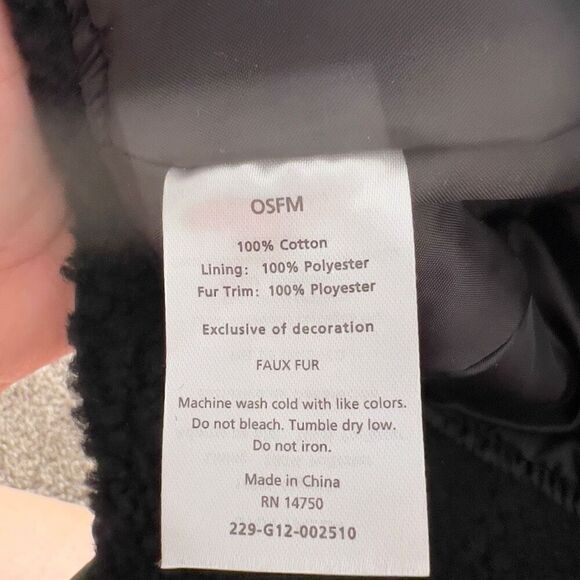 OSFM
100% Cotton
Lining: 100% Polyester
Fur Trim: 100% Ployester
Exclusive of decoration
FAUX FUR
Machine wash cold with like colors.
Do not bleach. Tumble dry low.
Do not iron.
Made in China
RN 14750
229-G12-002510